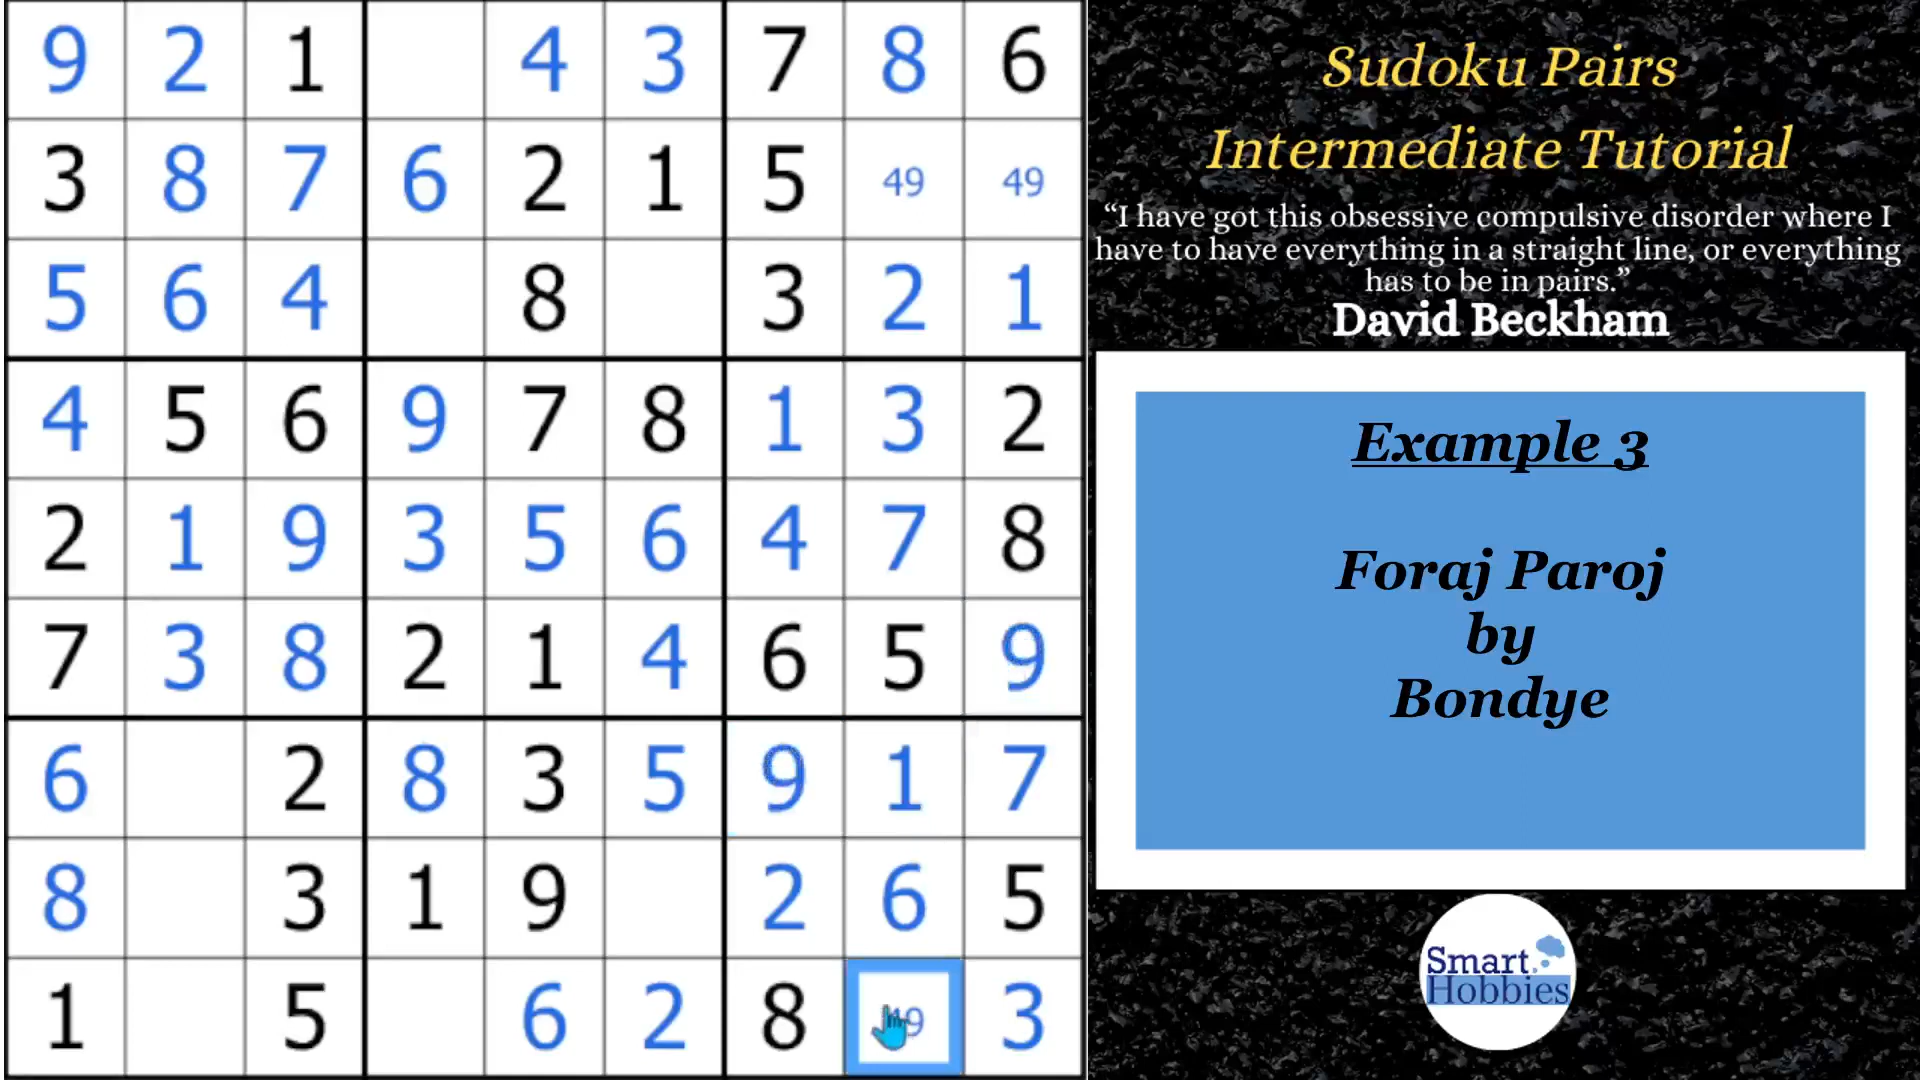 9 2 1 4 3 7 8 6
3 8 7 6 2 1 5 49 49
5 6 4 8 3 2 1
4 5 6 9 7 8 1 3 2
2 1 9 3 5 6 4 7 8
7 3 8 2 1 4 6 5 9
6 2 8 3 5 9 1 7
8 3 1 9 2 6 5
1 5 6 2 8 3
Sudoku Pairs
Intermediate Tutorial
“I have got this obsessive compulsive disorder where I
have to have everything in a straight line, or everything
has to be in pairs.”
David Beckham
Example 3
Foraj Paroj
by
Bondye
Smart
Hobbies